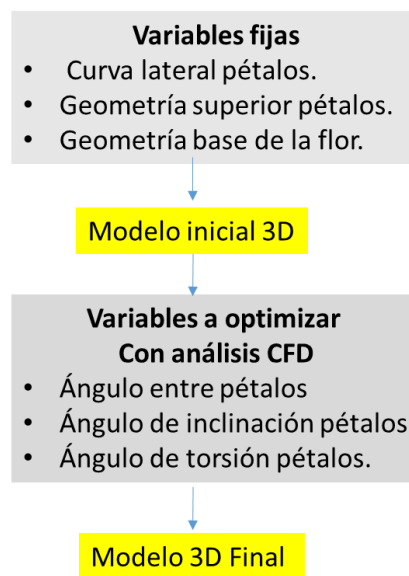 Variables fijas
• Curva lateral pétalos.
• Geometría superior pétalos.
• Geometría base de la flor.
Modelo inicial 3D
Variables a optimizar
Con análisis CFD
• Ángulo entre pétalos
• Ángulo de inclinación pétalos
• Ángulo de torsión pétalos.
Modelo 3D Final